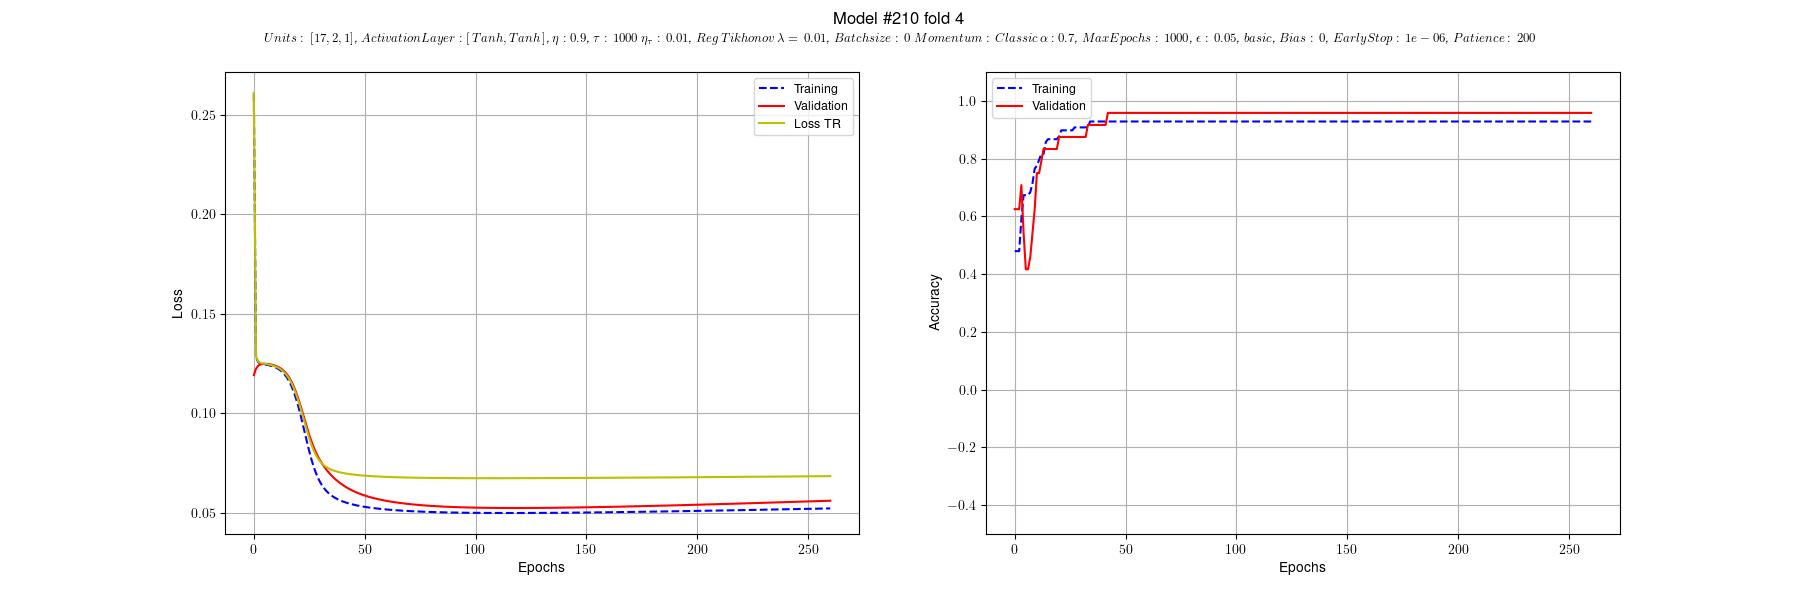 Model #210 fold 4
Units : [17, 2, 1], ActivationLayer : [Tanh, Tanh], η : 0.9, τ : 1000 ητ : 0.01, Reg Tikhonov λ = 0.01, Batchsize : 0 Momentum : Classic α : 0.7, MaxEpochs : 1000, ϵ : 0.05, basic, Bias : 0, EarlyStop : 1e − 06, Patience : 200
Training
Validation
Loss TR
0.25
0.20
0.15
0.10
0.05
Loss
0 50 100 150 200 250
Epochs
Training
Validation
1.0
0.8
0.6
0.4
0.2
0.0
−0.2
−0.4
Accuracy
0 50 100 150 200 250
Epochs